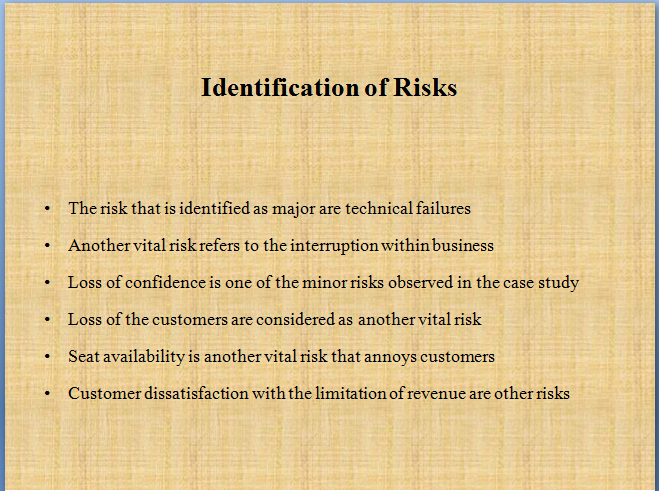 Identification of Risks
• The risk that is identified as major are technical failures
• Another vital risk refers to the interruption within business
• Loss of confidence is one of the minor risks observed in the case study
• Loss of the customers are considered as another vital risk
• Seat availability is another vital risk that annoys customers
• Customer dissatisfaction with the limitation of revenue are other risks